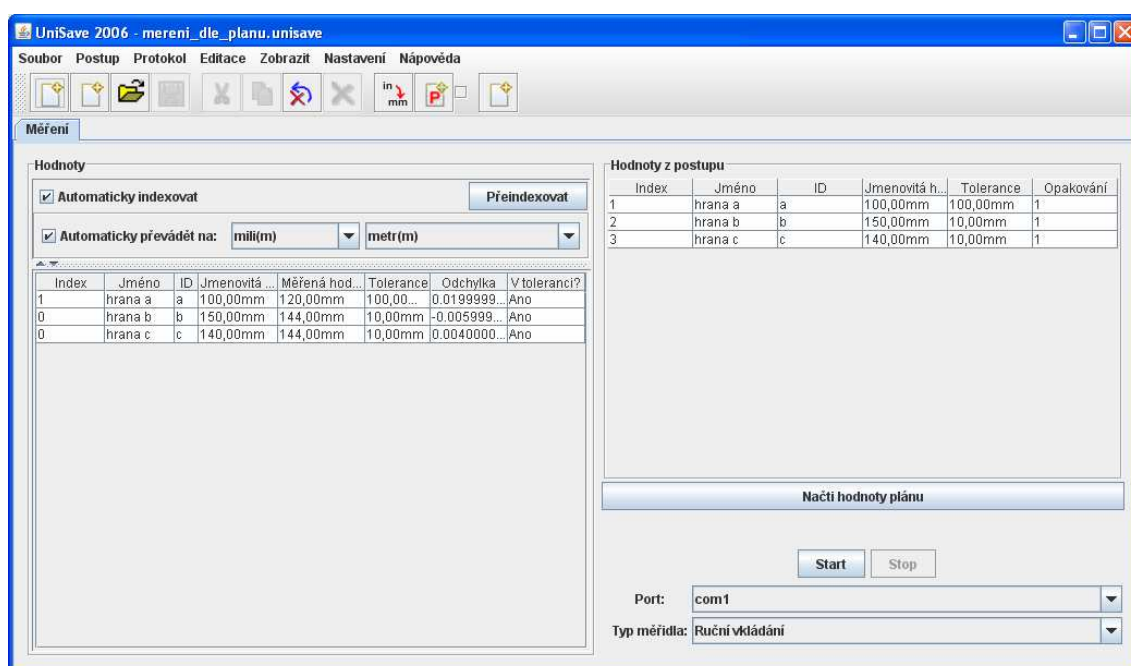 UniSave 2006 - mereni_dle_planu.unisave
Soubor Postup Protokol Editace Zobrazit Nastavení Nápověda
in mm P
Měření
Hodnoty
Automaticky indexovat Přeindexovat
Automaticky převádět na: mili(m) metr(m)
Index Jméno ID Jmenovitá ... Měřená hod... Tolerance Odchylka V toleranci?
1 hrana a a 100,00mm 120,00mm 100,00... 0.0199999... Ano
0 hrana b b 150,00mm 144,00mm 10,00mm -0.005999... Ano
0 hrana c c 140,00mm 144,00mm 10,00mm 0.0040000... Ano
Hodnoty z postupu
Index Jméno ID Jmenovitá h... Tolerance Opakování
1 hrana a a 100,00mm 100,00mm 1
2 hrana b b 150,00mm 10,00mm 1
3 hrana c c 140,00mm 10,00mm 1
Načti hodnoty plánu
Start Stop
Port: com1
Typ měřidla: Ruční vkládání